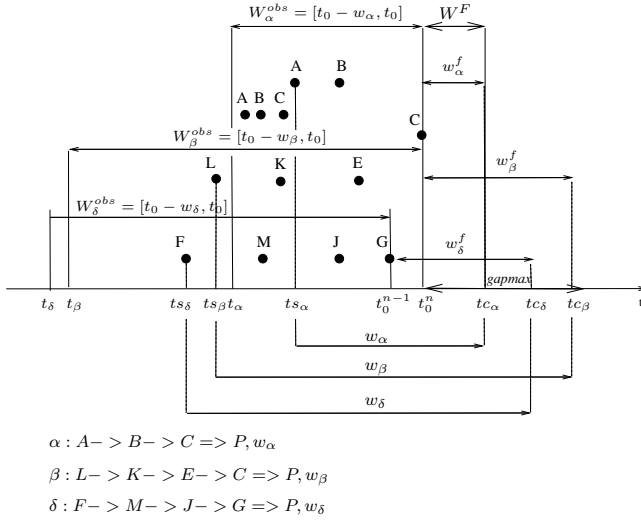 W_α^{obs} = [t_0 − w_α, t_0] W^F
A B w_α^f
A B C C
W_β^{obs} = [t_0 − w_β, t_0]
L K E w_β^f
W_δ^{obs} = [t_0 − w_δ, t_0]
F M J G w_δ^f
gapmax
t_δ t_β ts_δ ts_β t_α ts_α t_0^{n−1} t_0^n tc_α tc_δ tc_β t
w_α
w_β
w_δ
α : A− > B− > C => P, w_α
β : L− > K− > E− > C => P, w_β
δ : F− > M− > J− > G => P, w_δ